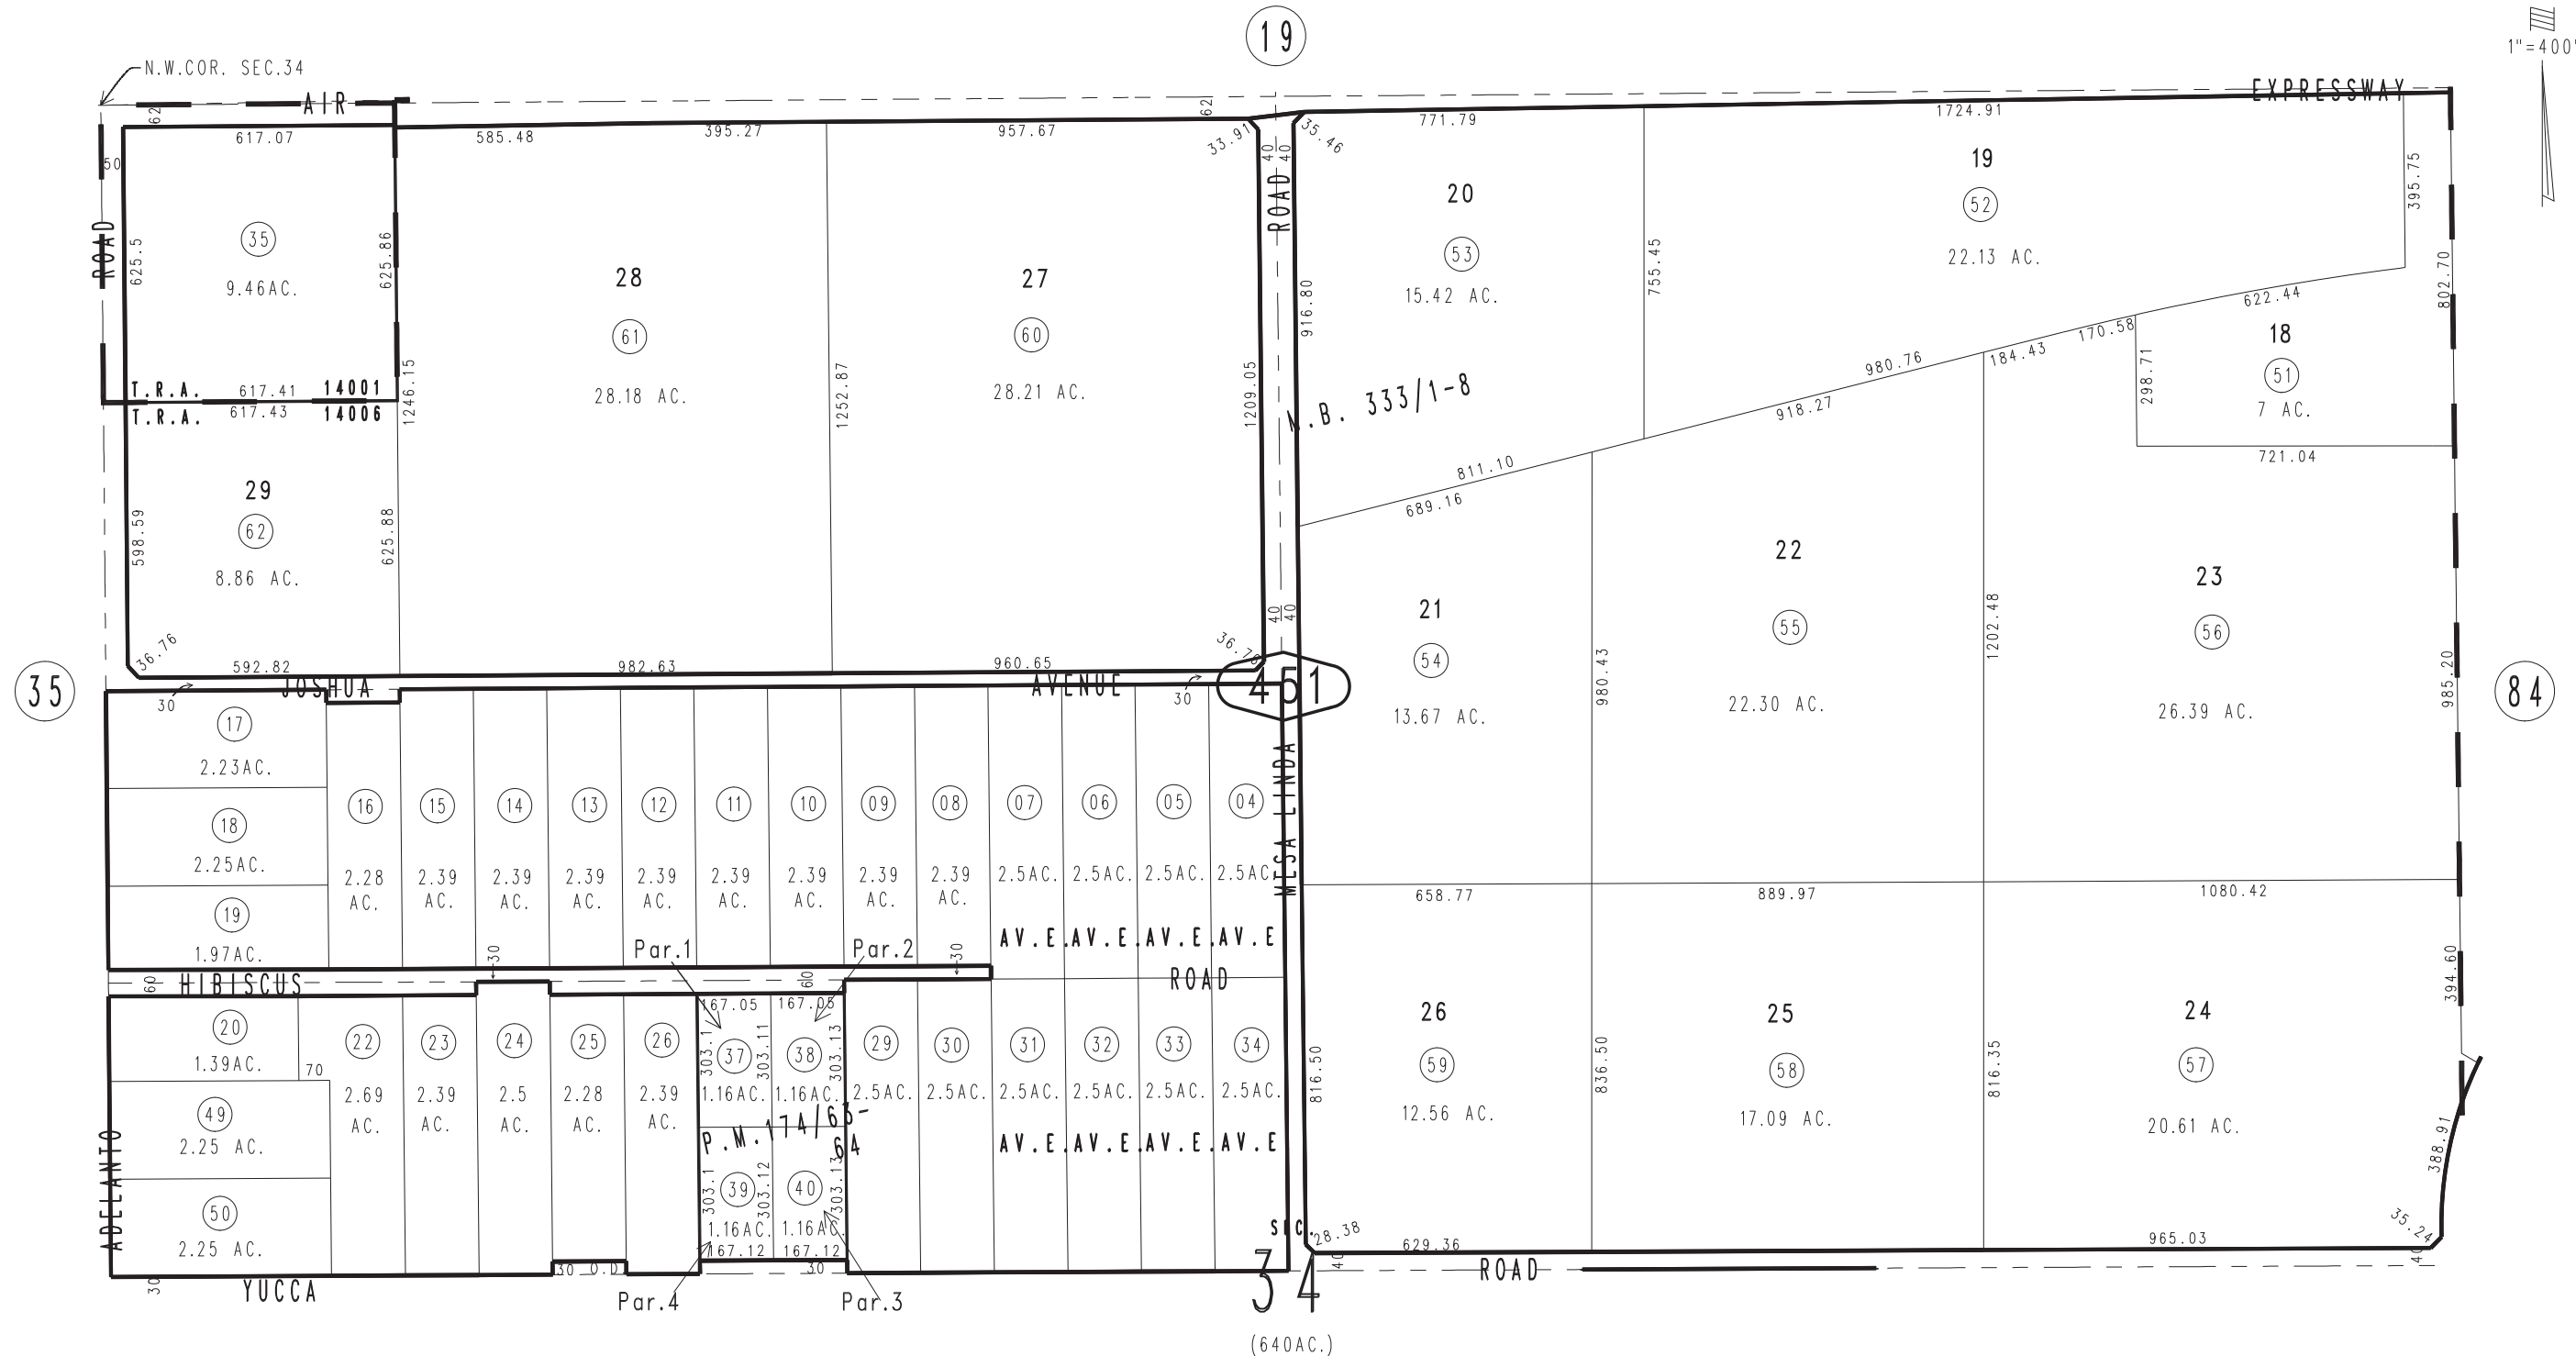 19
1"=400'
N.W.COR. SEC.34
AIR
EXPRESSWAY
62
62
617.07
585.48
395.27
957.67
33.91
35.46
771.79
1724.91
50
40
40
ROAD
ROAD
625.5
35
9.46AC.
625.86
28
61
28.18 AC.
27
60
28.21 AC.
20
53
15.42 AC.
19
52
22.13 AC.
395.75
755.45
802.70
622.44
18
51
7 AC.
170.58
184.43
298.71
721.04
980.76
918.27
916.80
T.R.A. 617.41 14001
T.R.A. 617.43 14006
1246.15
1252.87
1209.05
M.B. 333/1-8
811.10
689.16
29
62
8.86 AC.
598.59
625.88
21
54
13.67 AC.
22
55
22.30 AC.
23
56
26.39 AC.
980.43
1202.48
985.20
40
40
36.76
592.82
982.63
960.65
36.76
35
30
JOSHUA
AVENUE
30
451
84
17
2.23AC.
18
2.25AC.
19
1.97AC.
16
2.28
AC.
15
2.39
AC.
14
2.39
AC.
13
2.39
AC.
12
2.39
AC.
11
2.39
AC.
10
2.39
AC.
09
2.39
AC.
08
2.39
AC.
07
2.5AC.
AV.E.
06
2.5AC.
AV.E.
05
2.5AC.
AV.E.
04
2.5AC.
AV.E
MESA LINDA
658.77
889.97
1080.42
30
Par.1
Par.2
30
60
HIBISCUS
60
ROAD
20
1.39AC.
70
49
2.25 AC.
50
2.25 AC.
22
2.69
AC.
23
2.39
AC.
24
2.5
AC.
25
2.28
AC.
26
2.39
AC.
167.05
167.05
303.1
37
303.11
38
303.13
1.16AC.
1.16AC.
P.M.174/63-
64
303.1
39
303.12
40
303.13
1.16AC.
1.16AC.
167.12
167.12
29
2.5AC.
30
2.5AC.
31
2.5AC.
AV.E.
32
2.5AC.
AV.E.
33
2.5AC.
AV.E.
34
2.5AC.
AV.E
26
59
12.56 AC.
25
58
17.09 AC.
24
57
20.61 AC.
816.50
836.50
816.35
394.60
388.91
ADELANTO
30
YUCCA
30 O.D
30
Par.4
Par.3
SEC.
34
28.38
629.36
40
ROAD
965.03
35.24
40
(640AC.)